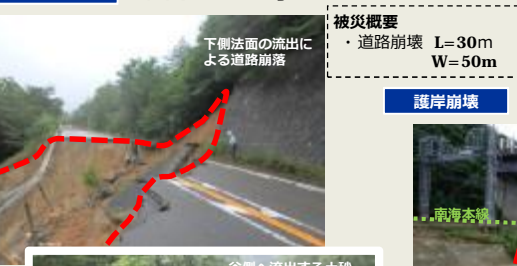 下側法面の流出に
よる道路崩落
被災概要
・道路崩壊 L=30m
W=50m
護岸崩壊
南海本線